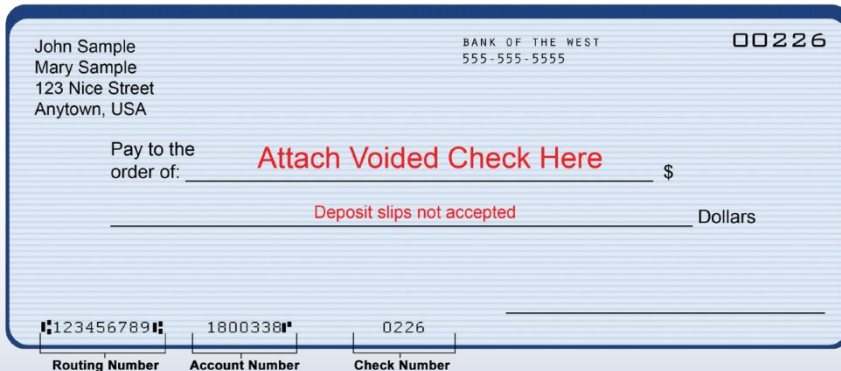 John Sample
Mary Sample
123 Nice Street
Anytown, USA
BANK OF THE WEST
555-555-5555
00226
Pay to the
order of:
Attach Voided Check Here
$
Deposit slips not accepted
Dollars
⑆123456789⑆ 1800338⑈ 0226
Routing Number Account Number Check Number